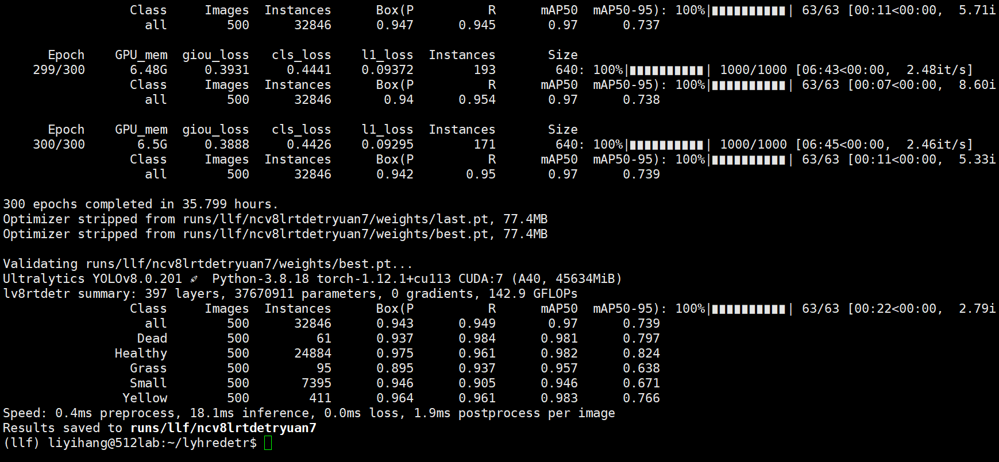 Class Images Instances Box(P R mAP50 mAP50-95): 100%|██████████| 63/63 [00:11<00:00, 5.71i
all 500 32846 0.947 0.945 0.97 0.737
Epoch GPU_mem giou_loss cls_loss l1_loss Instances Size
299/300 6.48G 0.3931 0.4441 0.09372 193 640: 100%|██████████| 1000/1000 [06:43<00:00, 2.48it/s]
Class Images Instances Box(P R mAP50 mAP50-95): 100%|██████████| 63/63 [00:07<00:00, 8.60i
all 500 32846 0.94 0.954 0.97 0.738
Epoch GPU_mem giou_loss cls_loss l1_loss Instances Size
300/300 6.5G 0.3888 0.4426 0.09295 171 640: 100%|██████████| 1000/1000 [06:45<00:00, 2.46it/s]
Class Images Instances Box(P R mAP50 mAP50-95): 100%|██████████| 63/63 [00:11<00:00, 5.33i
all 500 32846 0.942 0.95 0.97 0.739
300 epochs completed in 35.799 hours.
Optimizer stripped from runs/llf/ncv8lrtdetryuan7/weights/last.pt, 77.4MB
Optimizer stripped from runs/llf/ncv8lrtdetryuan7/weights/best.pt, 77.4MB
Validating runs/llf/ncv8lrtdetryuan7/weights/best.pt...
Ultralytics YOLOv8.0.201 🚀 Python-3.8.18 torch-1.12.1+cu113 CUDA:7 (A40, 45634MiB)
lv8rtdetr summary: 397 layers, 37670911 parameters, 0 gradients, 142.9 GFLOPs
Class Images Instances Box(P R mAP50 mAP50-95): 100%|██████████| 63/63 [00:22<00:00, 2.79i
all 500 32846 0.943 0.949 0.97 0.739
Dead 500 61 0.937 0.984 0.981 0.797
Healthy 500 24884 0.975 0.961 0.982 0.824
Grass 500 95 0.895 0.937 0.957 0.638
Small 500 7395 0.946 0.905 0.946 0.671
Yellow 500 411 0.964 0.961 0.983 0.766
Speed: 0.4ms preprocess, 18.1ms inference, 0.0ms loss, 1.9ms postprocess per image
Results saved to runs/llf/ncv8lrtdetryuan7
(llf) liyihang@512lab:~/lyhredetr$